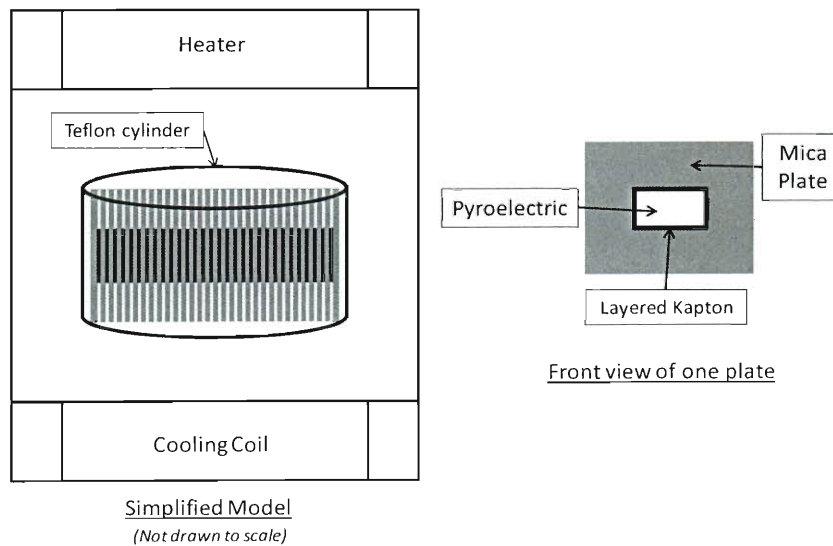 Heater
Teflon cylinder
Cooling Coil
Simplified Model
(Not drawn to scale)
Mica
Plate
Pyroelectric
Layered Kapton
Front view of one plate